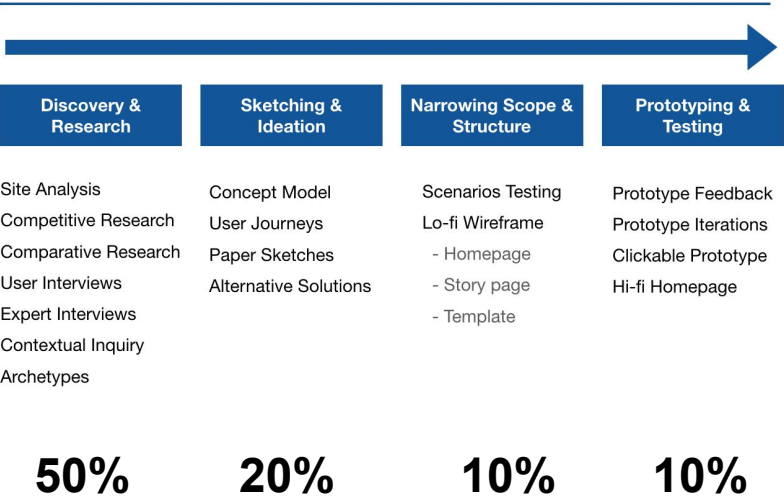 Discovery &
Research
Sketching &
Ideation
Narrowing Scope &
Structure
Prototyping &
Testing
Site Analysis
Competitive Research
Comparative Research
User Interviews
Expert Interviews
Contextual Inquiry
Archetypes
Concept Model
User Journeys
Paper Sketches
Alternative Solutions
Scenarios Testing
Lo-fi Wireframe
- Homepage
- Story page
- Template
Prototype Feedback
Prototype Iterations
Clickable Prototype
Hi-fi Homepage
50%
20%
10%
10%